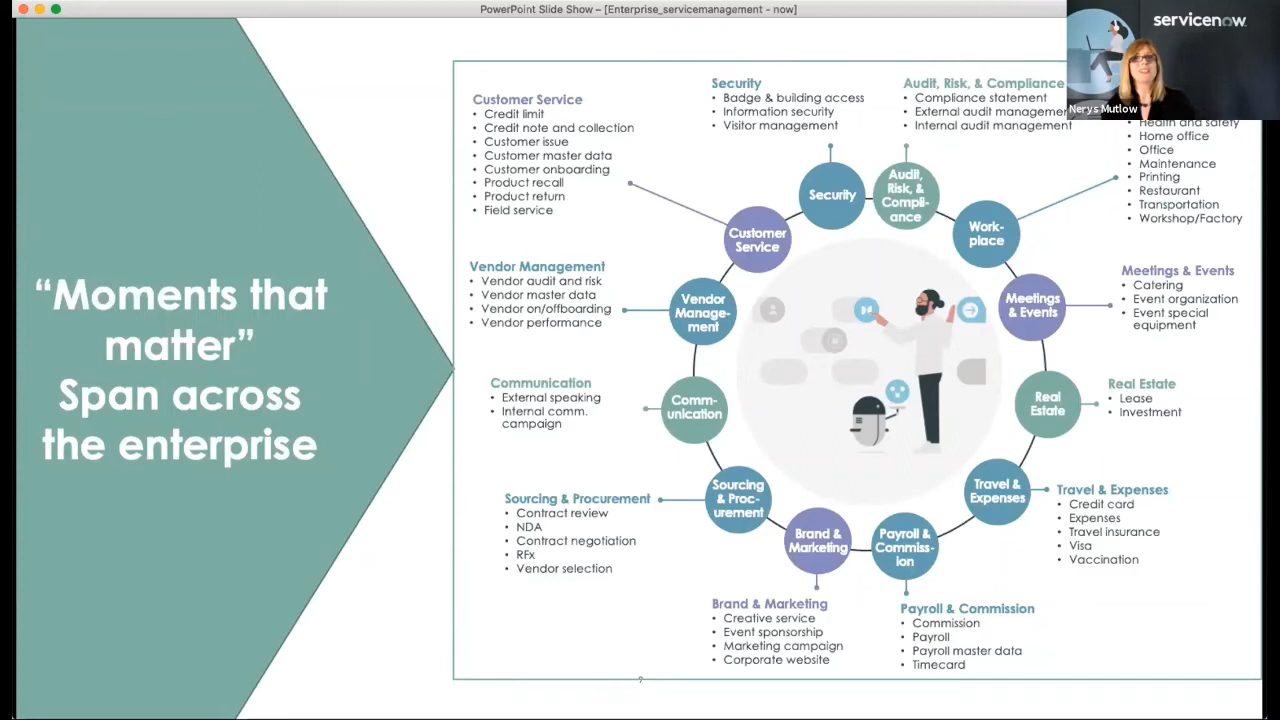 PowerPoint Slide Show – [Enterprise_servicemanagement - now]
servicenow
Nerys Mutlow
“Moments that
matter”
Span across
the enterprise
Customer Service
• Credit limit
• Credit note and collection
• Customer issue
• Customer master data
• Customer onboarding
• Product recall
• Product return
• Field service
Security
• Badge & building access
• Information security
• Visitor management
Audit, Risk, & Compliance
• Compliance statement
• External audit management
• Internal audit management
• Health and safety
• Home office
• Office
• Maintenance
• Printing
• Restaurant
• Transportation
• Workshop/Factory
Vendor Management
• Vendor audit and risk
• Vendor master data
• Vendor on/offboarding
• Vendor performance
Meetings & Events
• Catering
• Event organization
• Event special
equipment
Communication
• External speaking
• Internal comm.
campaign
Real Estate
• Lease
• Investment
Sourcing & Procurement
• Contract review
• NDA
• Contract negotiation
• RFx
• Vendor selection
Travel & Expenses
• Credit card
• Expenses
• Travel insurance
• Visa
• Vaccination
Brand & Marketing
• Creative service
• Event sponsorship
• Marketing campaign
• Corporate website
Payroll & Commission
• Commission
• Payroll
• Payroll master data
• Timecard
Security
Audit,
Risk, &
Compli-
ance
Work-
place
Meetings
& Events
Real
Estate
Travel &
Expenses
Payroll &
Commiss-
ion
Brand &
Marketing
Sourcing
& Proc-
urement
Comm-
unication
Vendor
Manage-
ment
Customer
Service